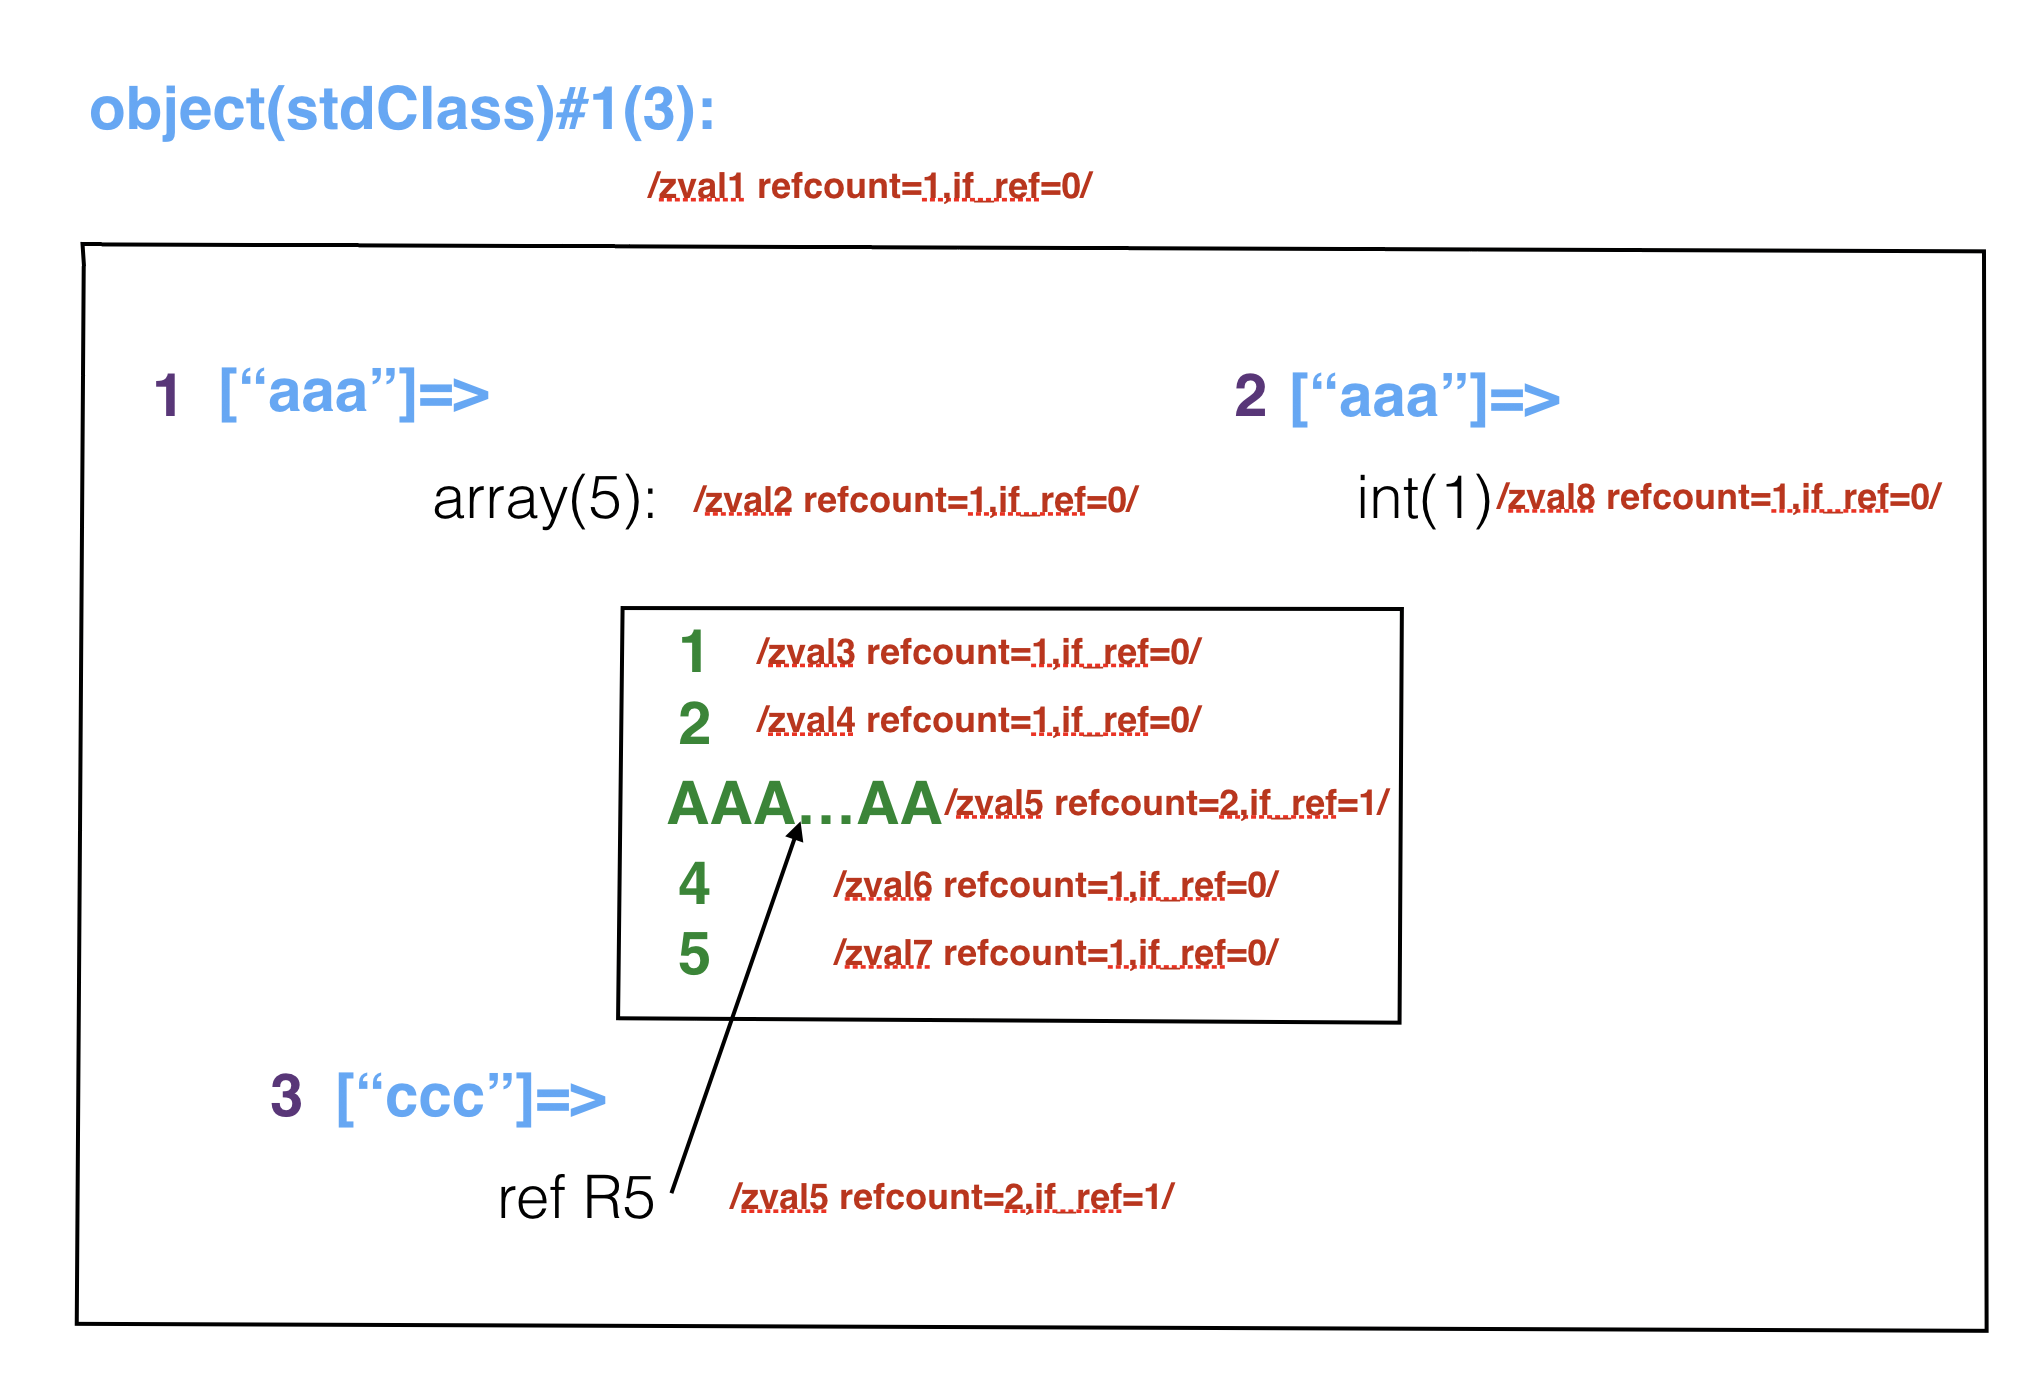 object(stdClass)#1(3):
/zval1 refcount=1,if_ref=0/
1 [“aaa”]=>
2 [“aaa”]=>
array(5): /zval2 refcount=1,if_ref=0/
int(1) /zval8 refcount=1,if_ref=0/
1 /zval3 refcount=1,if_ref=0/
2 /zval4 refcount=1,if_ref=0/
AAA...AA /zval5 refcount=2,if_ref=1/
4 /zval6 refcount=1,if_ref=0/
5 /zval7 refcount=1,if_ref=0/
3 [“ccc”]=>
ref R5 /zval5 refcount=2,if_ref=1/